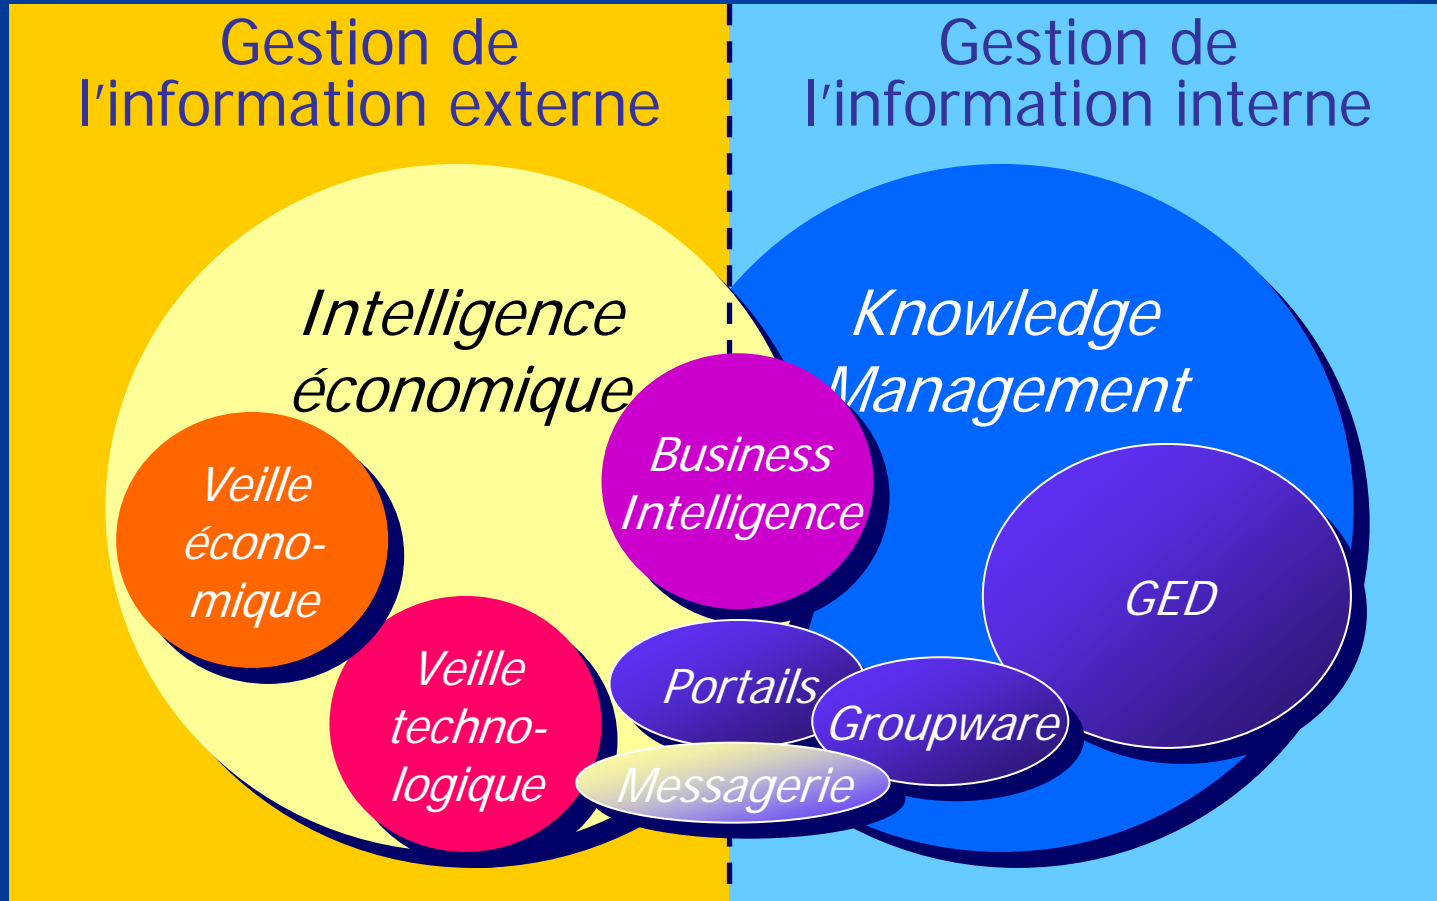 Gestion de
l'information externe
Gestion de
l'information interne
Intelligence
économique
Knowledge
Management
Business
Intelligence
Veille
écono-
mique
GED
Veille
techno-
logique
Portails
Groupware
Messagerie